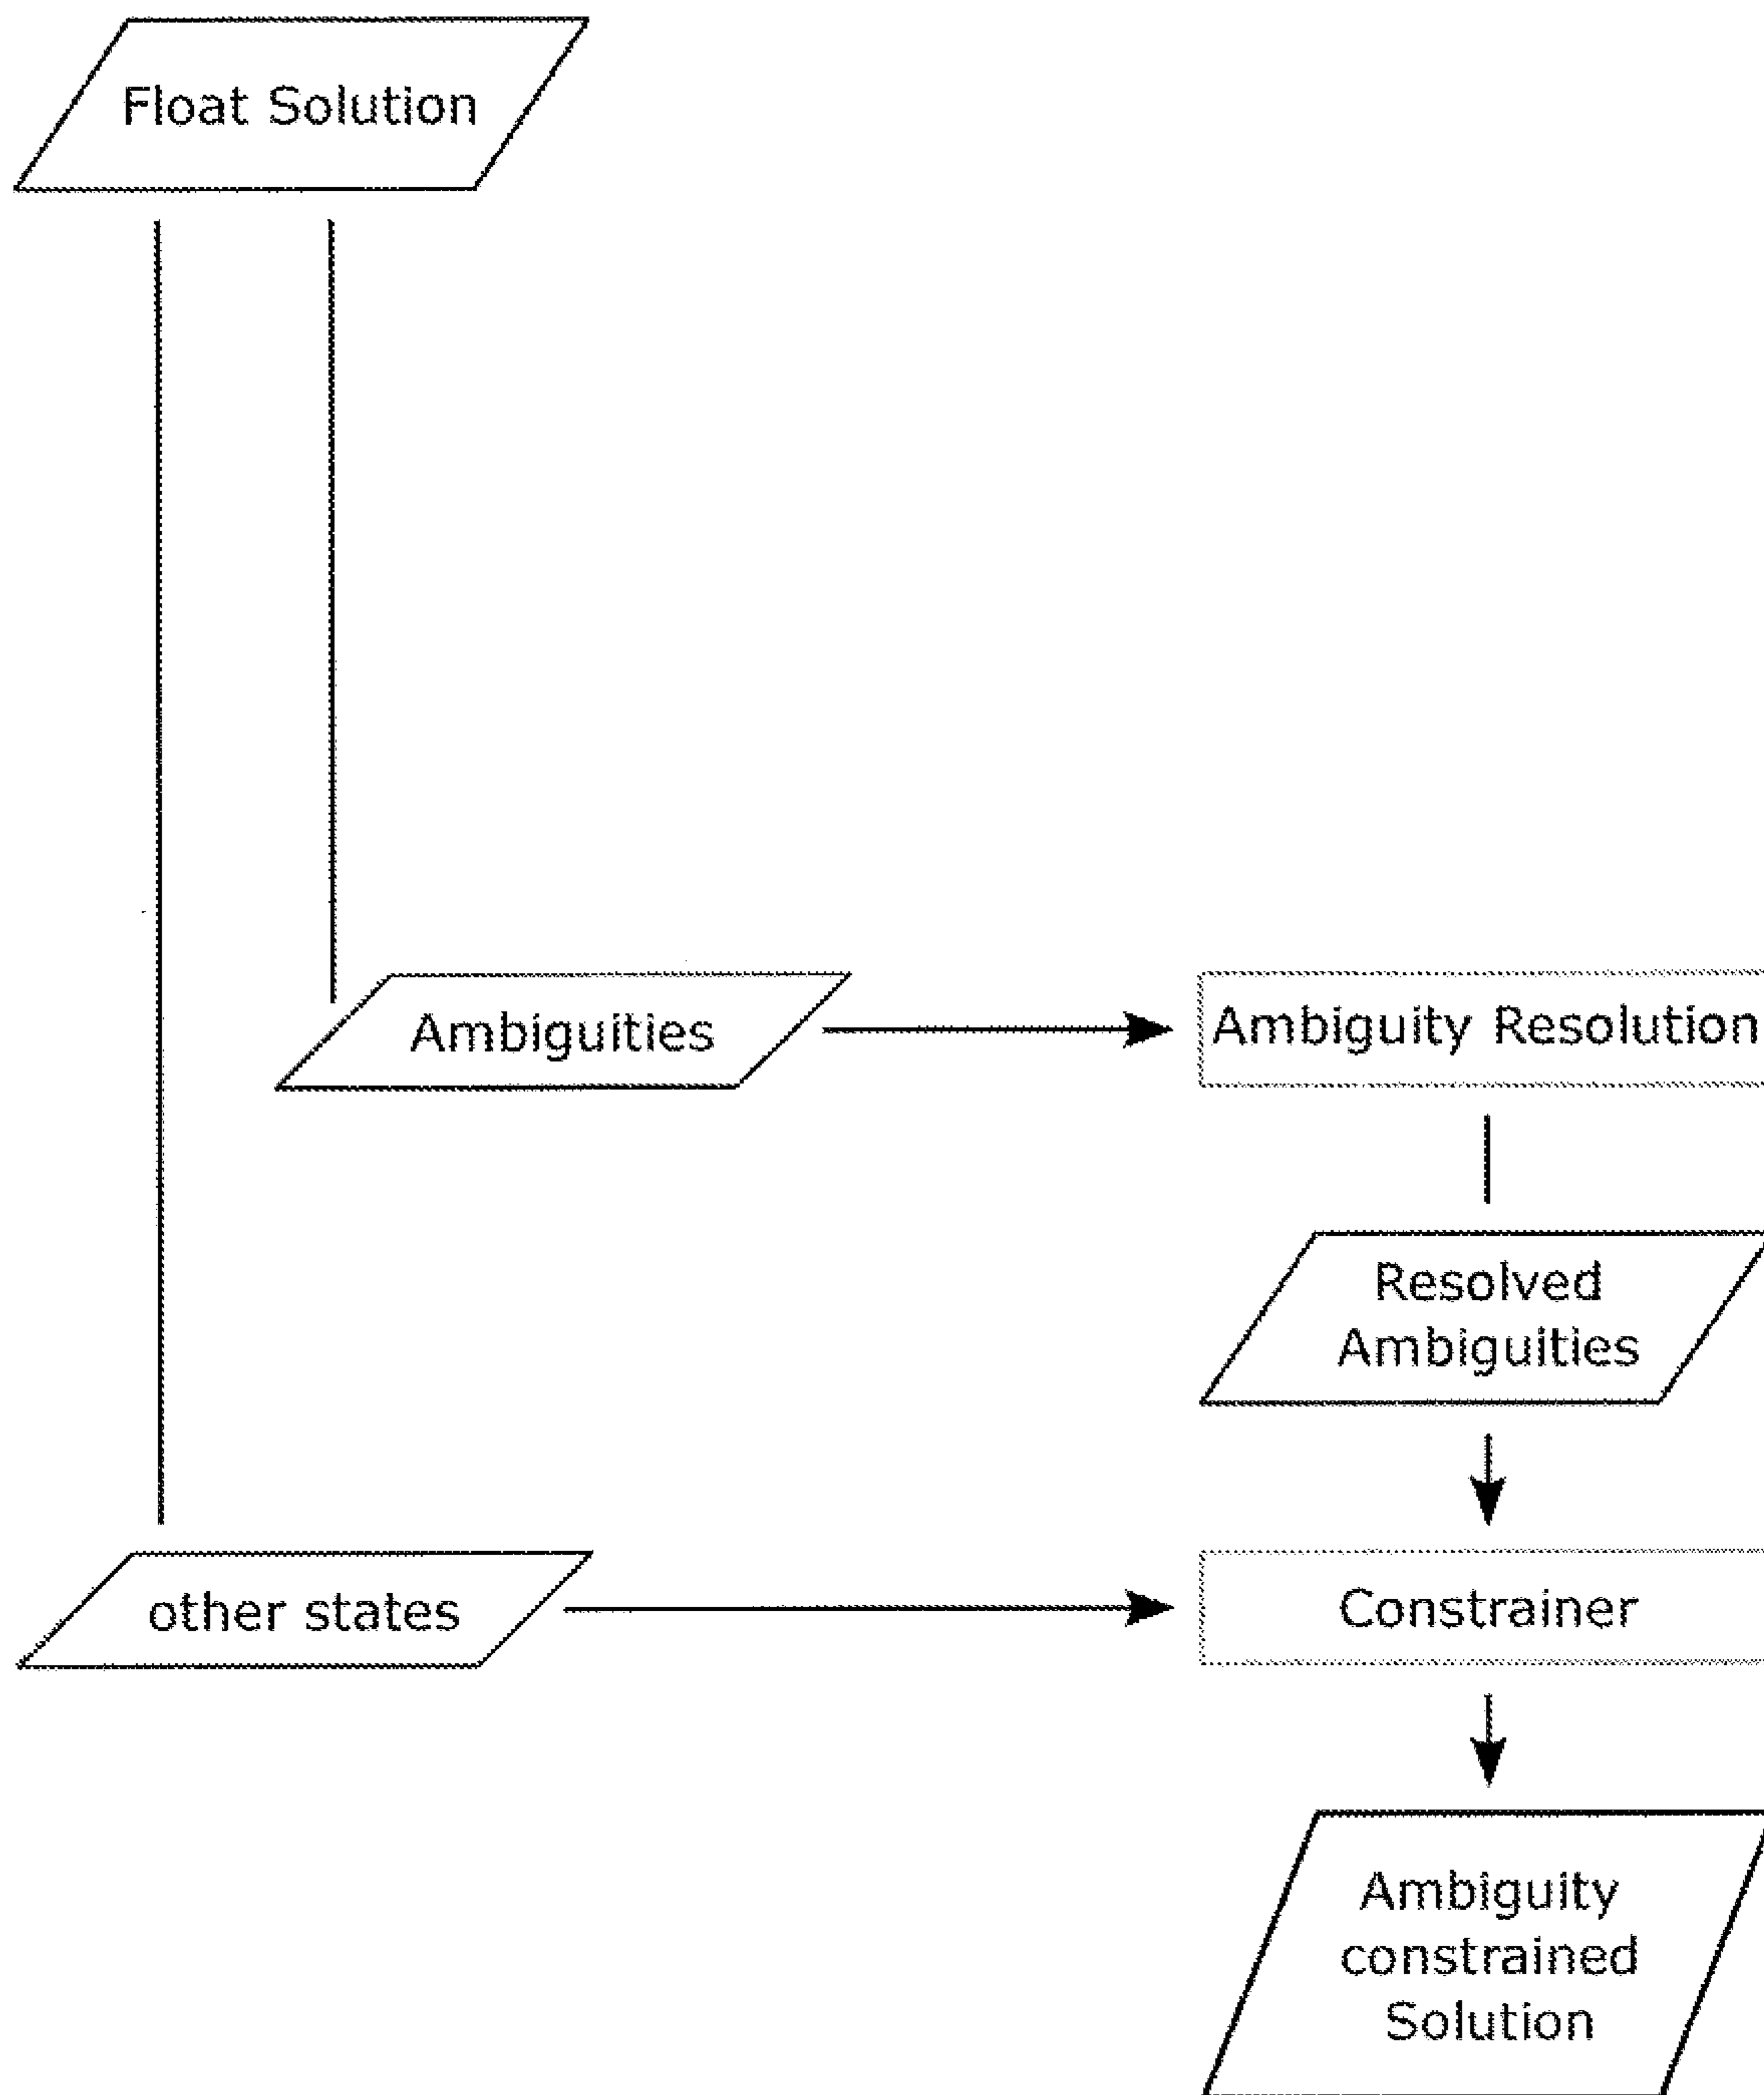 Float Solution
Ambiguities
Ambiguity Resolution
Resolved
Ambiguities
other states
Constrainer
Ambiguity
constrained
Solution